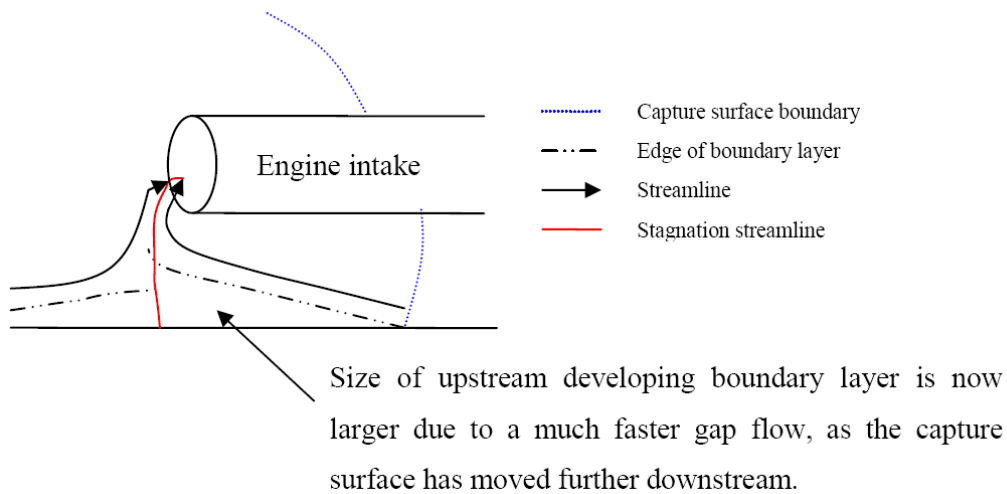 Engine intake
Capture surface boundary
Edge of boundary layer
Streamline
Stagnation streamline
Size of upstream developing boundary layer is now
larger due to a much faster gap flow, as the capture
surface has moved further downstream.